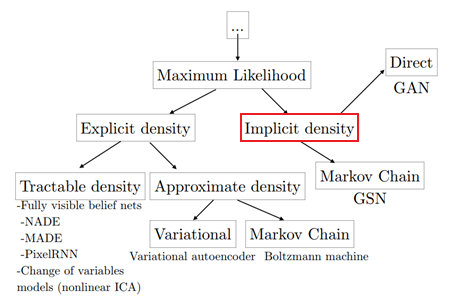 ...
Maximum Likelihood
Direct
GAN
Explicit density
Implicit density
Markov Chain
GSN
Tractable density
-Fully visible belief nets
-NADE
-MADE
-PixelRNN
-Change of variables
models (nonlinear ICA)
Approximate density
Variational
Variational autoencoder
Markov Chain
Boltzmann machine